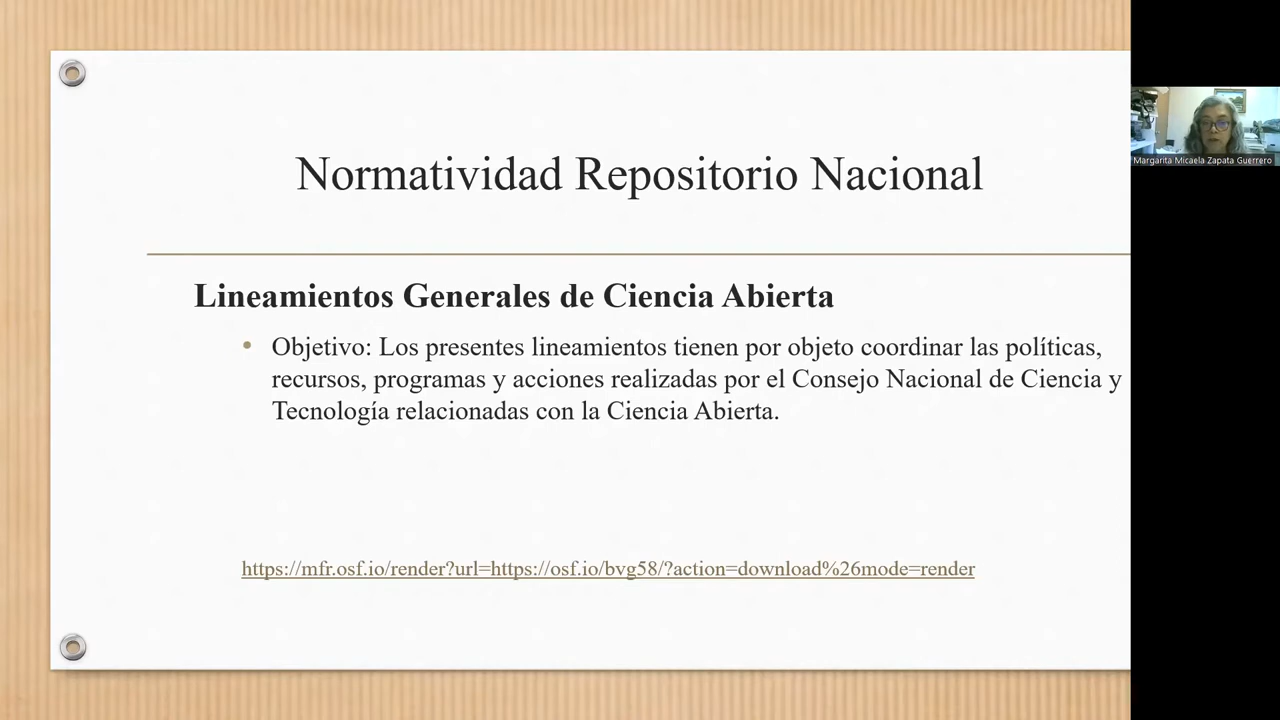 Normatividad Repositorio Nacional
Lineamientos Generales de Ciencia Abierta
Objetivo: Los presentes lineamientos tienen por objeto coordinar las políticas,
recursos, programas y acciones realizadas por el Consejo Nacional de Ciencia y
Tecnología relacionadas con la Ciencia Abierta.
https://mfr.osf.io/render?url=https://osf.io/bvg58/?action=download%26mode=render
Margarita Micaela Zapata Guerrero